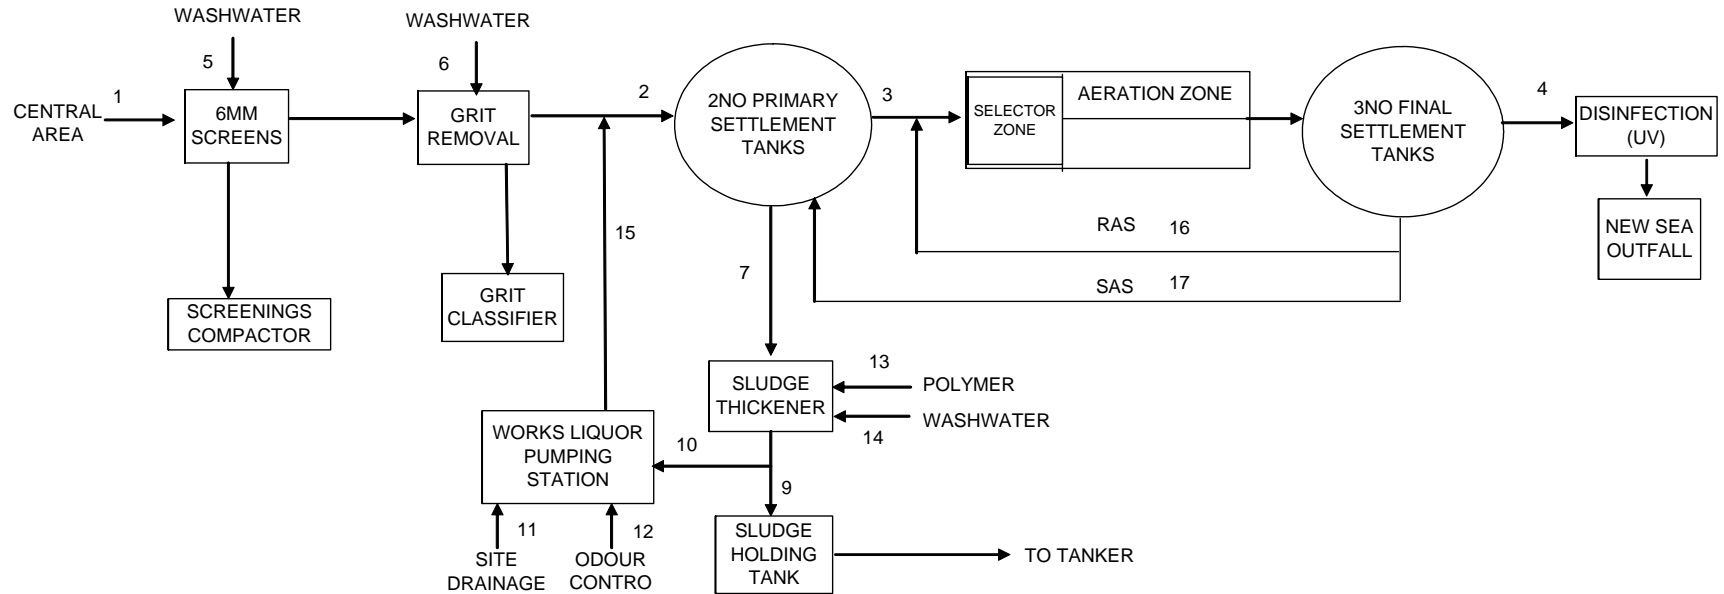 WASHWATER
5
1
CENTRAL
AREA
6MM
SCREENS
SCREENINGS
COMPACTOR
WASHWATER
6
GRIT
REMOVAL
GRIT
CLASSIFIER
2
15
2NO PRIMARY
SETTLEMENT
TANKS
3
SELECTOR
ZONE
AERATION ZONE
3NO FINAL
SETTLEMENT
TANKS
4
DISINFECTION
(UV)
NEW SEA
OUTFALL
RAS 16
SAS 17
7
SLUDGE
THICKENER
13
POLYMER
WASHWATER
14
WORKS LIQUOR
PUMPING
STATION
10
9
11
SITE
DRAINAGE
12
ODOUR
CONTRO
SLUDGE
HOLDING
TANK
TO TANKER